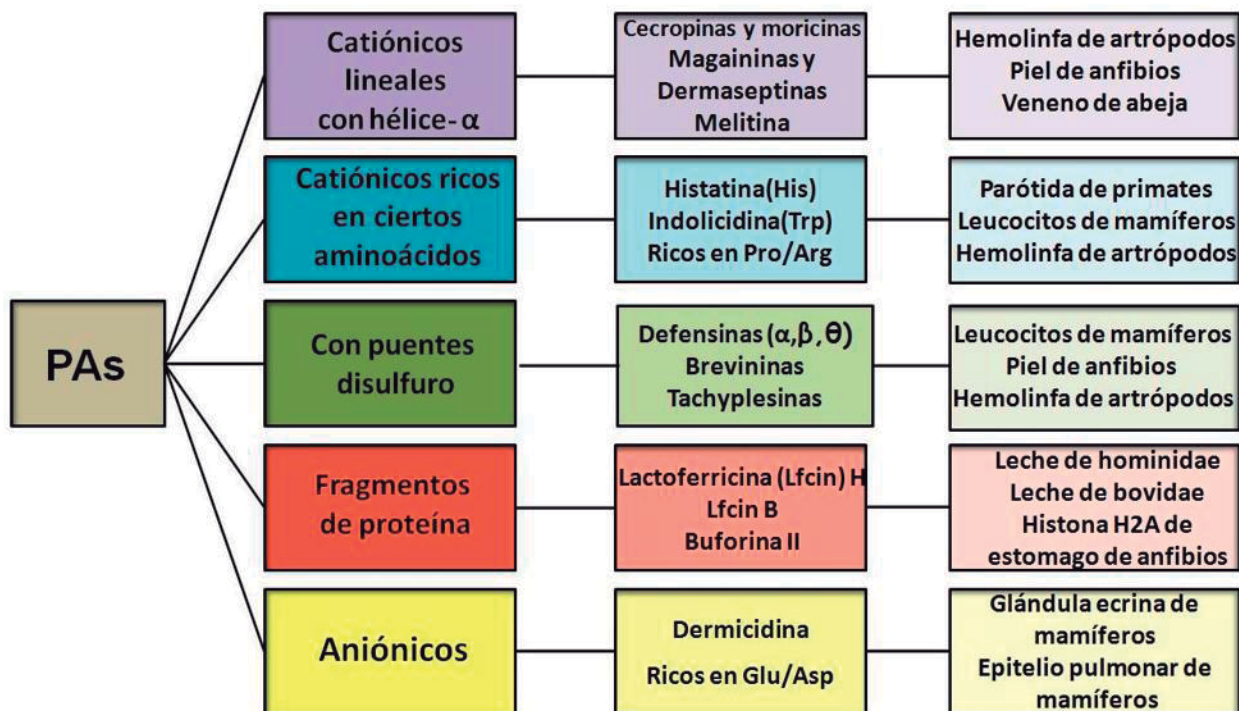 PAs
Catiónicos
lineales
con hélice- α
Cecropinas y moricinas
Magaininas y
Dermaseptinas
Melitina
Hemolinfa de artrópodos
Piel de anfibios
Veneno de abeja
Catiónicos ricos
en ciertos
aminoácidos
Histatina(His)
Indolicidina(Trp)
Ricos en Pro/Arg
Parótida de primates
Leucocitos de mamíferos
Hemolinfa de artrópodos
Con puentes
disulfuro
Defensinas (α,β,θ)
Brevininas
Tachyplesinas
Leucocitos de mamíferos
Piel de anfibios
Hemolinfa de artrópodos
Fragmentos
de proteína
Lactoferricina (Lfcin) H
Lfcin B
Buforina II
Leche de hominidae
Leche de bovidae
Histona H2A de
estomago de anfibios
Aniónicos
Dermicidina
Ricos en Glu/Asp
Glándula ecrina de
mamíferos
Epitelio pulmonar de
mamíferos